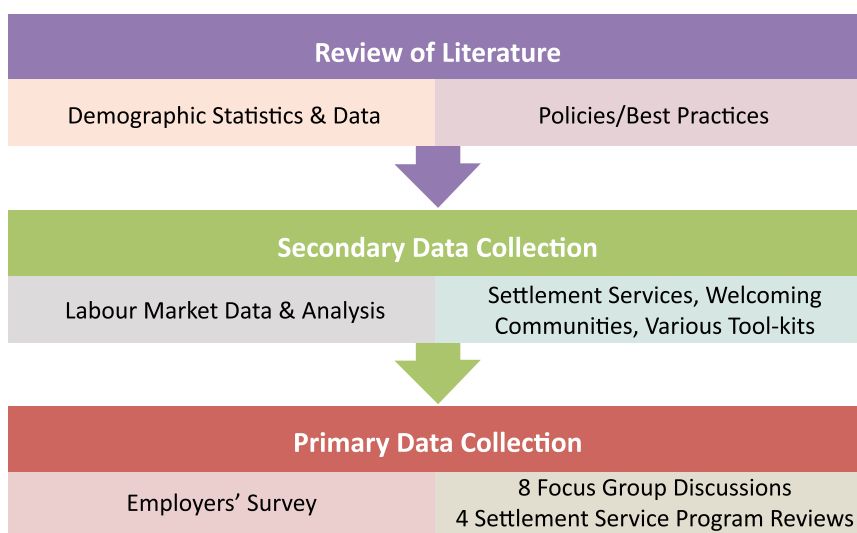 Review of Literature
Demographic Statistics & Data
Policies/Best Practices
Secondary Data Collection
Labour Market Data & Analysis
Settlement Services, Welcoming
Communities, Various Tool-kits
Primary Data Collection
Employers’ Survey
8 Focus Group Discussions
4 Settlement Service Program Reviews